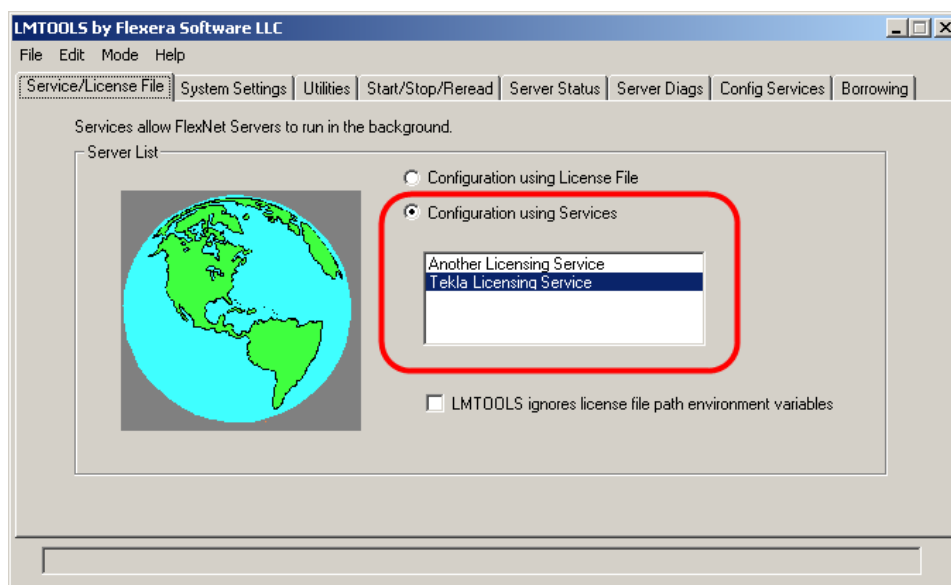 LMTOOLS by Flexera Software LLC
File Edit Mode Help
Service/License File System Settings Utilities Start/Stop/Reread Server Status Server Diags Config Services Borrowing
Services allow FlexNet Servers to run in the background.
Server List
Configuration using License File
Configuration using Services
Another Licensing Service
Tekla Licensing Service
LMTOOLS ignores license file path environment variables